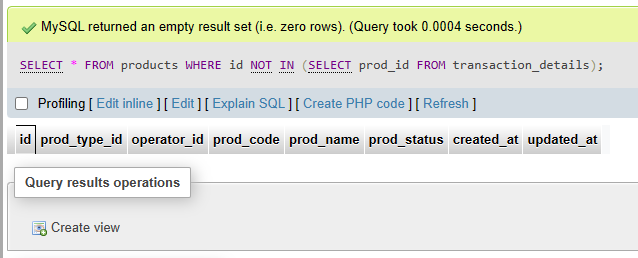 MySQL returned an empty result set (i.e. zero rows). (Query took 0.0004 seconds.)
SELECT * FROM products WHERE id NOT IN (SELECT prod_id FROM transaction_details);
Profiling [ Edit inline ] [ Edit ] [ Explain SQL ] [ Create PHP code ] [ Refresh ]
id prod_type_id operator_id prod_code prod_name prod_status created_at updated_at
Query results operations
Create view